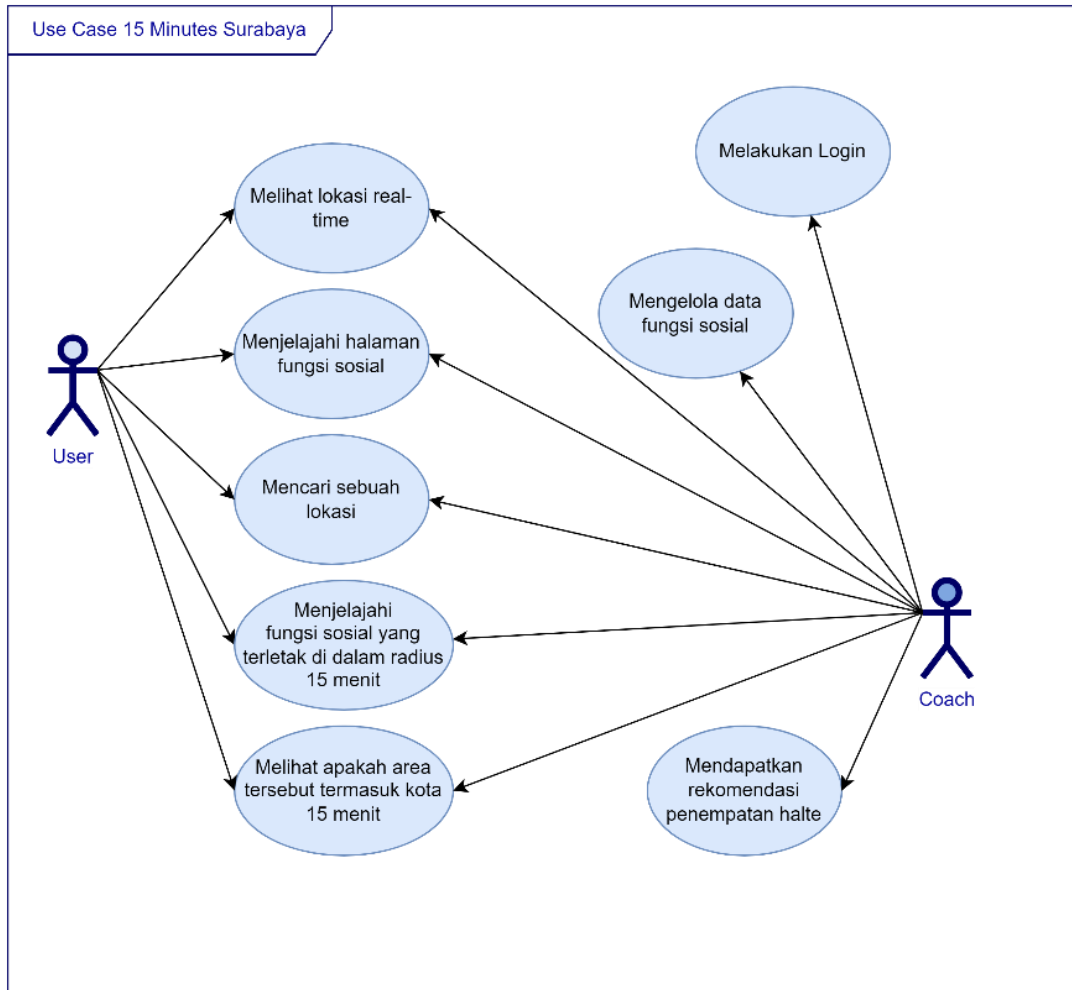 Use Case 15 Minutes Surabaya
Melakukan Login
Melihat lokasi real-
time
Mengelola data
fungsi sosial
Menjelajahi halaman
fungsi sosial
User
Mencari sebuah
lokasi
Menjelajahi
fungsi sosial yang
terletak di dalam radius
15 menit
Coach
Melihat apakah area
tersebut termasuk kota
15 menit
Mendapatkan
rekomendasi
penempatan halte